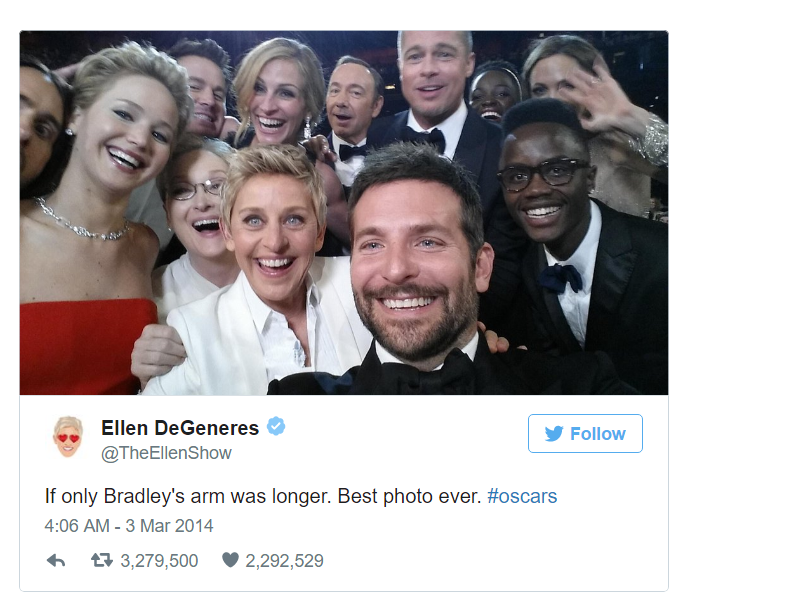 Ellen DeGeneres
Follow
@TheEllenShow
If only Bradley's arm was longer. Best photo ever. #oscars
4:06 AM - 3 Mar 2014
3,279,500 2,292,529